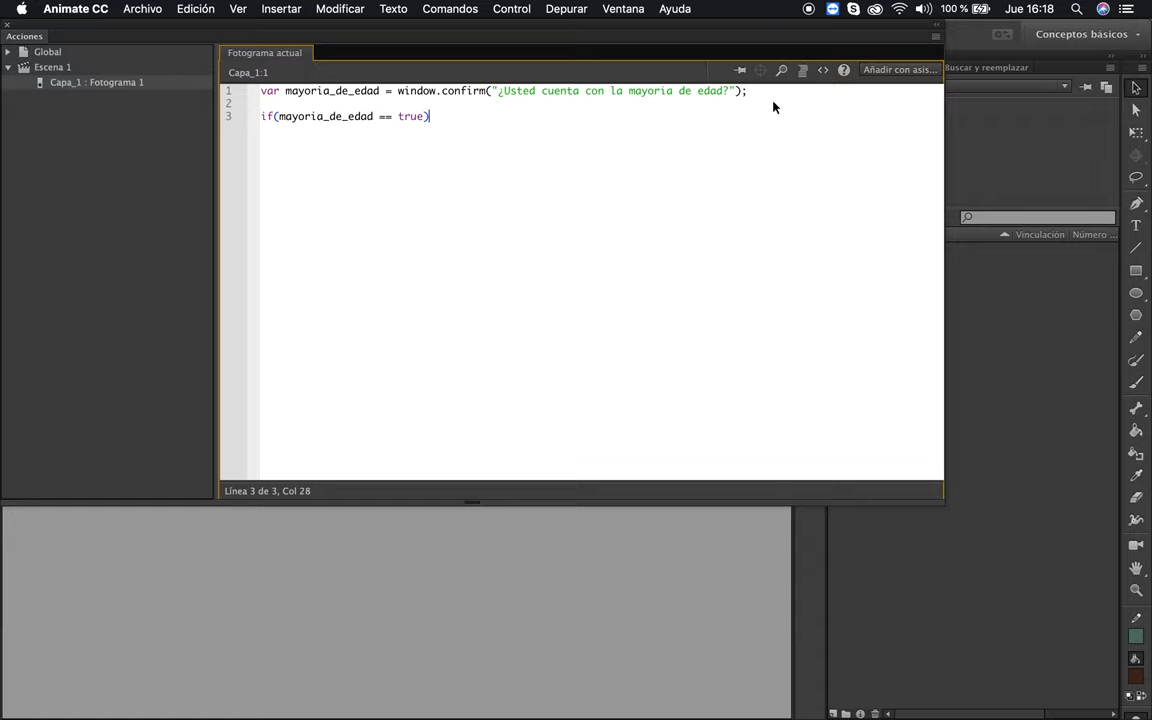 Animate CC Archivo Edición Ver Insertar Modificar Texto Comandos Control Depurar Ventana Ayuda 100 % Jue 16:18
Acciones
Conceptos básicos
Global
Escena 1
Capa_1 : Fotograma 1
Fotograma actual
Buscar y reemplazar
Capa_1:1
Añadir con asis...
1 var mayoria_de_edad = window.confirm("¿Usted cuenta con la mayoria de edad?");
2
3 if(mayoria_de_edad == true)
Vinculación Número ...
Línea 3 de 3, Col 28